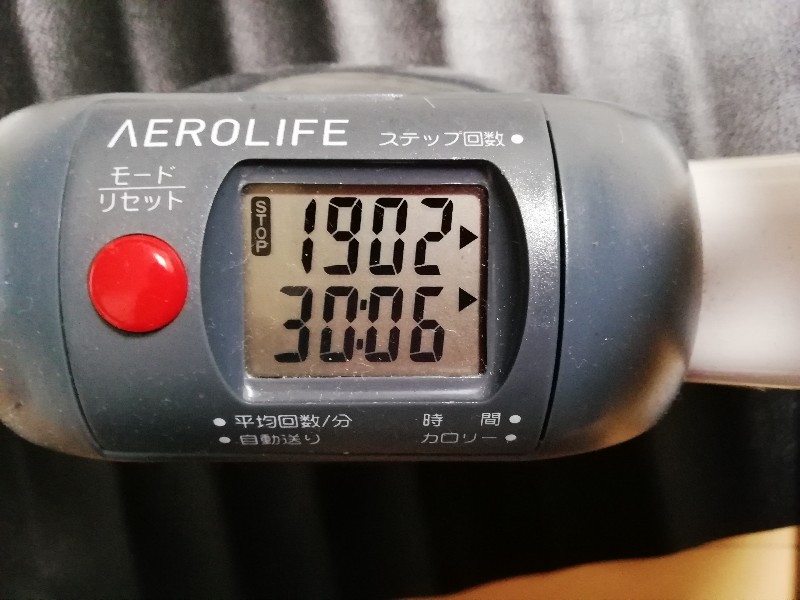 AEROLIFE
ステップ回数
モード
リセット
STOP
1902
30:06
平均回数/分
時 間
自動送り
カロリー